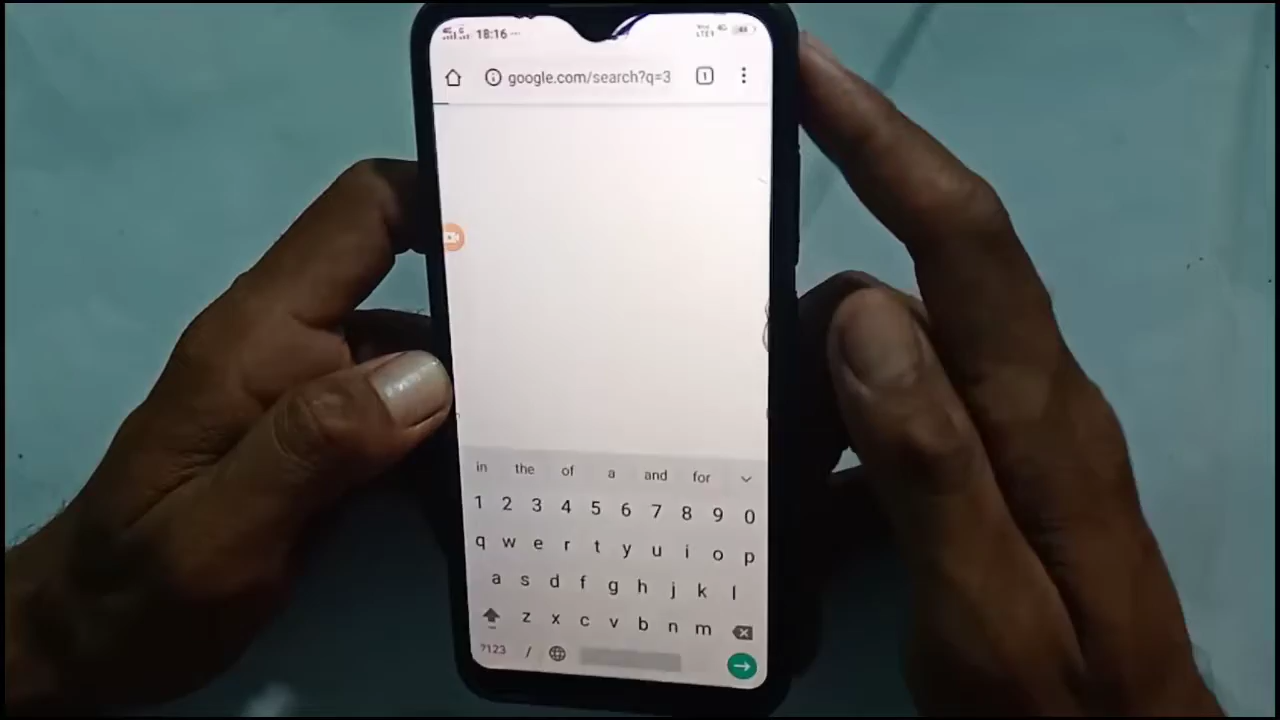 18:16 ...
google.com/search?q=3 1
in the of a and for
1 2 3 4 5 6 7 8 9 0
q w e r t y u i o p
a s d f g h j k l
z x c v b n m
?123 /